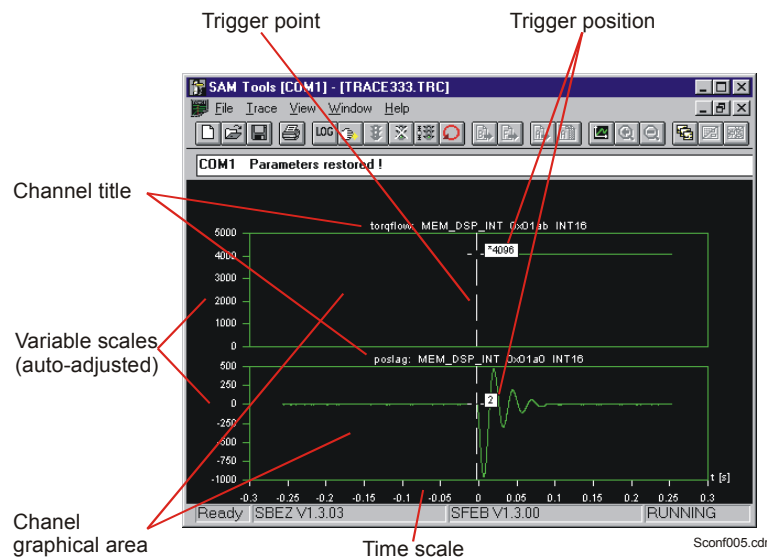 Trigger point
Trigger position
SAM Tools [COM1] - [TRACE333.TRC]
File Trace View Window Help
LOG
COM1 Parameters restored !
Channel title
torqflow: MEM_DSP_INT 0x01ab INT16
5000
4000
3000
2000
1000
0
*4096
Variable scales
(auto-adjusted)
poslag: MEM_DSP_INT 0x01a0 INT16
500
250
0
-250
-500
-750
-1000
2
t [s]
-0.3 -0.25 -0.2 -0.15 -0.1 -0.05 0 0.05 0.1 0.15 0.2 0.25 0.3
Ready SBEZ V1.3.03 SFEB V1.3.00 RUNNING
Chanel
graphical area
Time scale
Sconf005.cdr